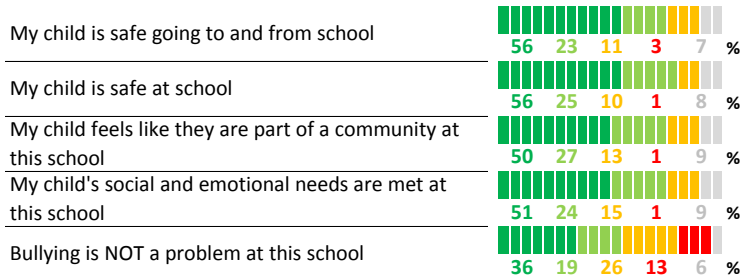 My child is safe going to and from school
56 23 11 3 7 %
My child is safe at school
56 25 10 1 8 %
My child feels like they are part of a community at
this school
50 27 13 1 9 %
My child's social and emotional needs are met at
this school
51 24 15 1 9 %
Bullying is NOT a problem at this school
36 19 26 13 6 %